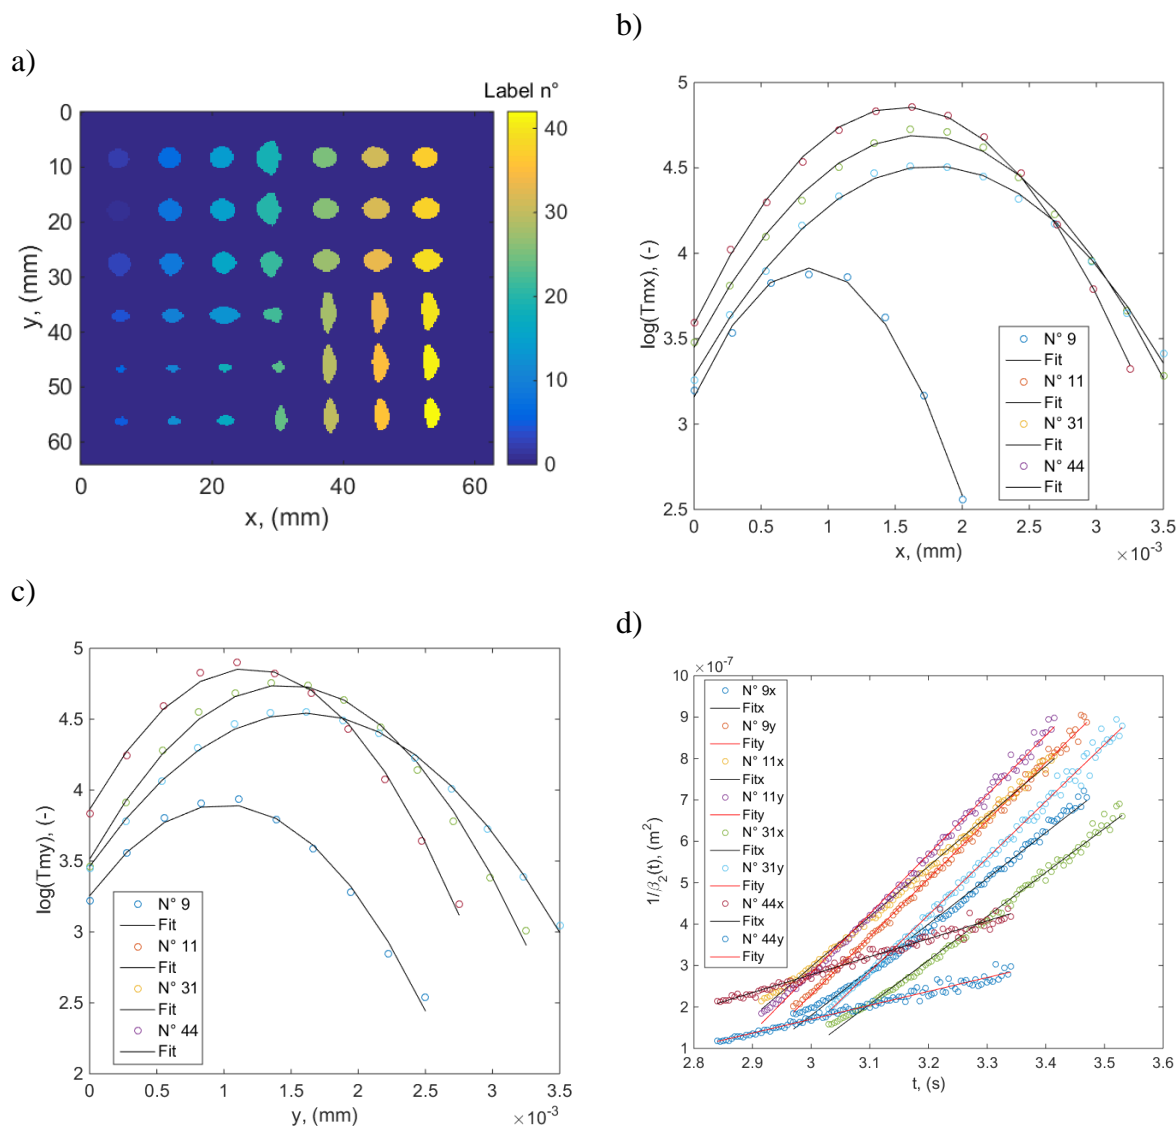 b)
a)
Label n°
0
10
20
30
40
50
60
y, (mm)
0
20
40
60
x, (mm)
40
30
20
10
0
5
4.5
4
3.5
3
2.5
log(Tmx), (-)
N° 9
Fit
N° 11
Fit
N° 31
Fit
N° 44
Fit
0 0.5 1 1.5 2 2.5 3 3.5
x, (mm)
×10⁻³
c)
d)
5
4.5
4
3.5
3
2.5
2
log(Tmy), (-)
N° 9
Fit
N° 11
Fit
N° 31
Fit
N° 44
Fit
0 0.5 1 1.5 2 2.5 3 3.5
y, (mm)
×10⁻³
×10⁻⁷
10
9
8
7
6
5
4
3
2
1
1/β₂(t), (m²)
N° 9x
Fitx
N° 9y
Fity
N° 11x
Fitx
N° 11y
Fity
N° 31x
Fitx
N° 31y
Fity
N° 44x
Fitx
N° 44y
Fity
2.8 2.9 3 3.1 3.2 3.3 3.4 3.5 3.6
t, (s)